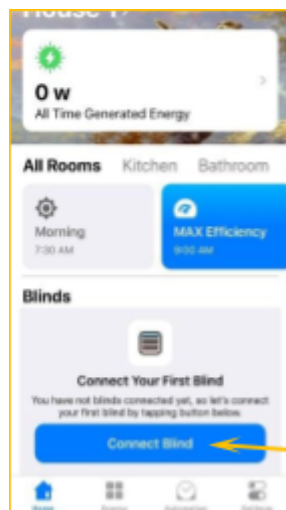 House 1
0 w
All Time Generated Energy
All Rooms Kitchen Bathroom
Morning
7:30 AM
MAX Efficiency
9:00 AM
Blinds
Connect Your First Blind
You have not blinds connected yet, so let's connect
your first blind by tapping button below.
Connect Blind
Home